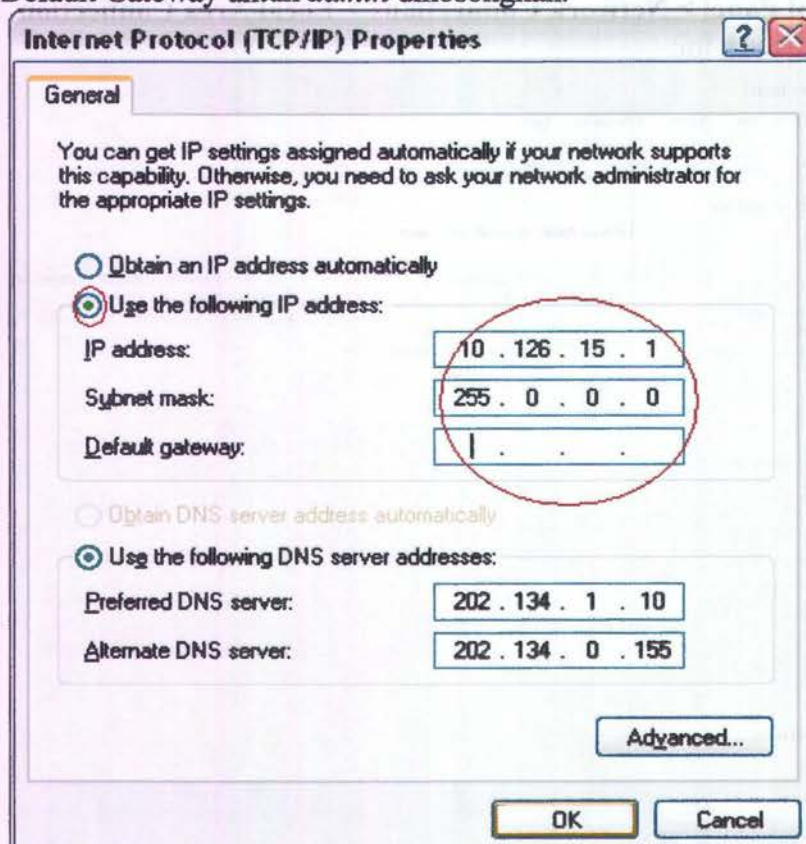 Default Gateway
Internet Protocol (TCP/IP) Properties
General
You can get IP settings assigned automatically if your network supports
this capability. Otherwise, you need to ask your network administrator for
the appropriate IP settings.
Obtain an IP address automatically
Use the following IP address:
IP address: 10 . 126 . 15 . 1
Subnet mask: 255 . 0 . 0 . 0
Default gateway: . . .
Obtain DNS server address automatically
Use the following DNS server addresses:
Preferred DNS server: 202 . 134 . 1 . 10
Alternate DNS server: 202 . 134 . 0 . 155
Advanced...
OK Cancel